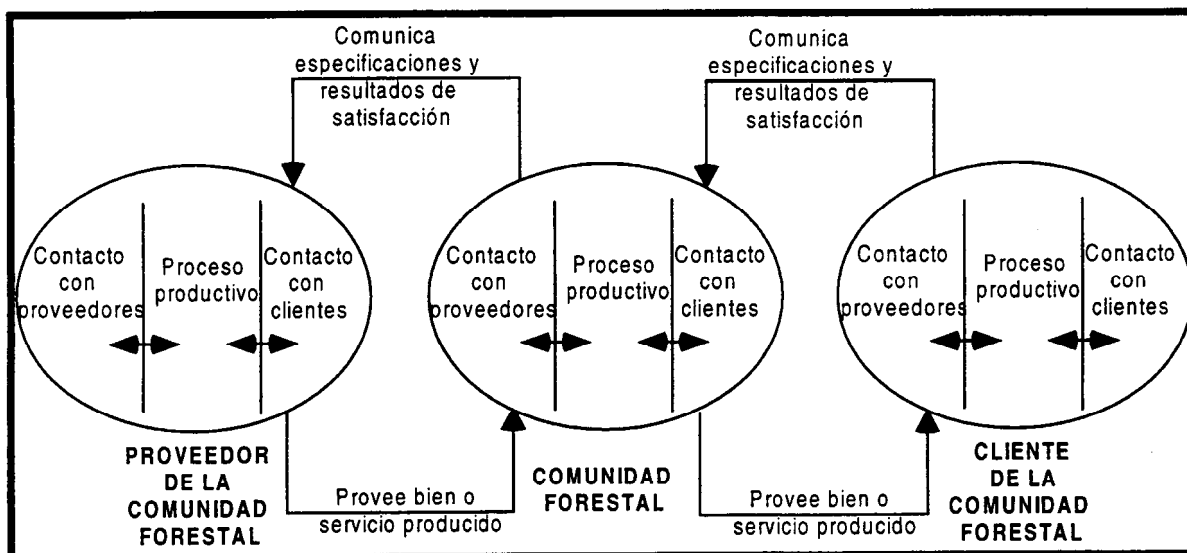 Comunica
especificaciones y
resultados de
satisfacción
Comunica
especificaciones y
resultados de
satisfacción
Contacto
con
proveedores
Proceso
productivo
Contacto
con
clientes
Contacto
con
proveedores
Proceso
productivo
Contacto
con
clientes
Contacto
con
proveedores
Proceso
productivo
Contacto
con
clientes
PROVEEDOR
DE LA
COMUNIDAD
FORESTAL
Provee bien o
servicio producido
COMUNIDAD
FORESTAL
Provee bien o
servicio producido
CLIENTE
DE LA
COMUNIDAD
FORESTAL